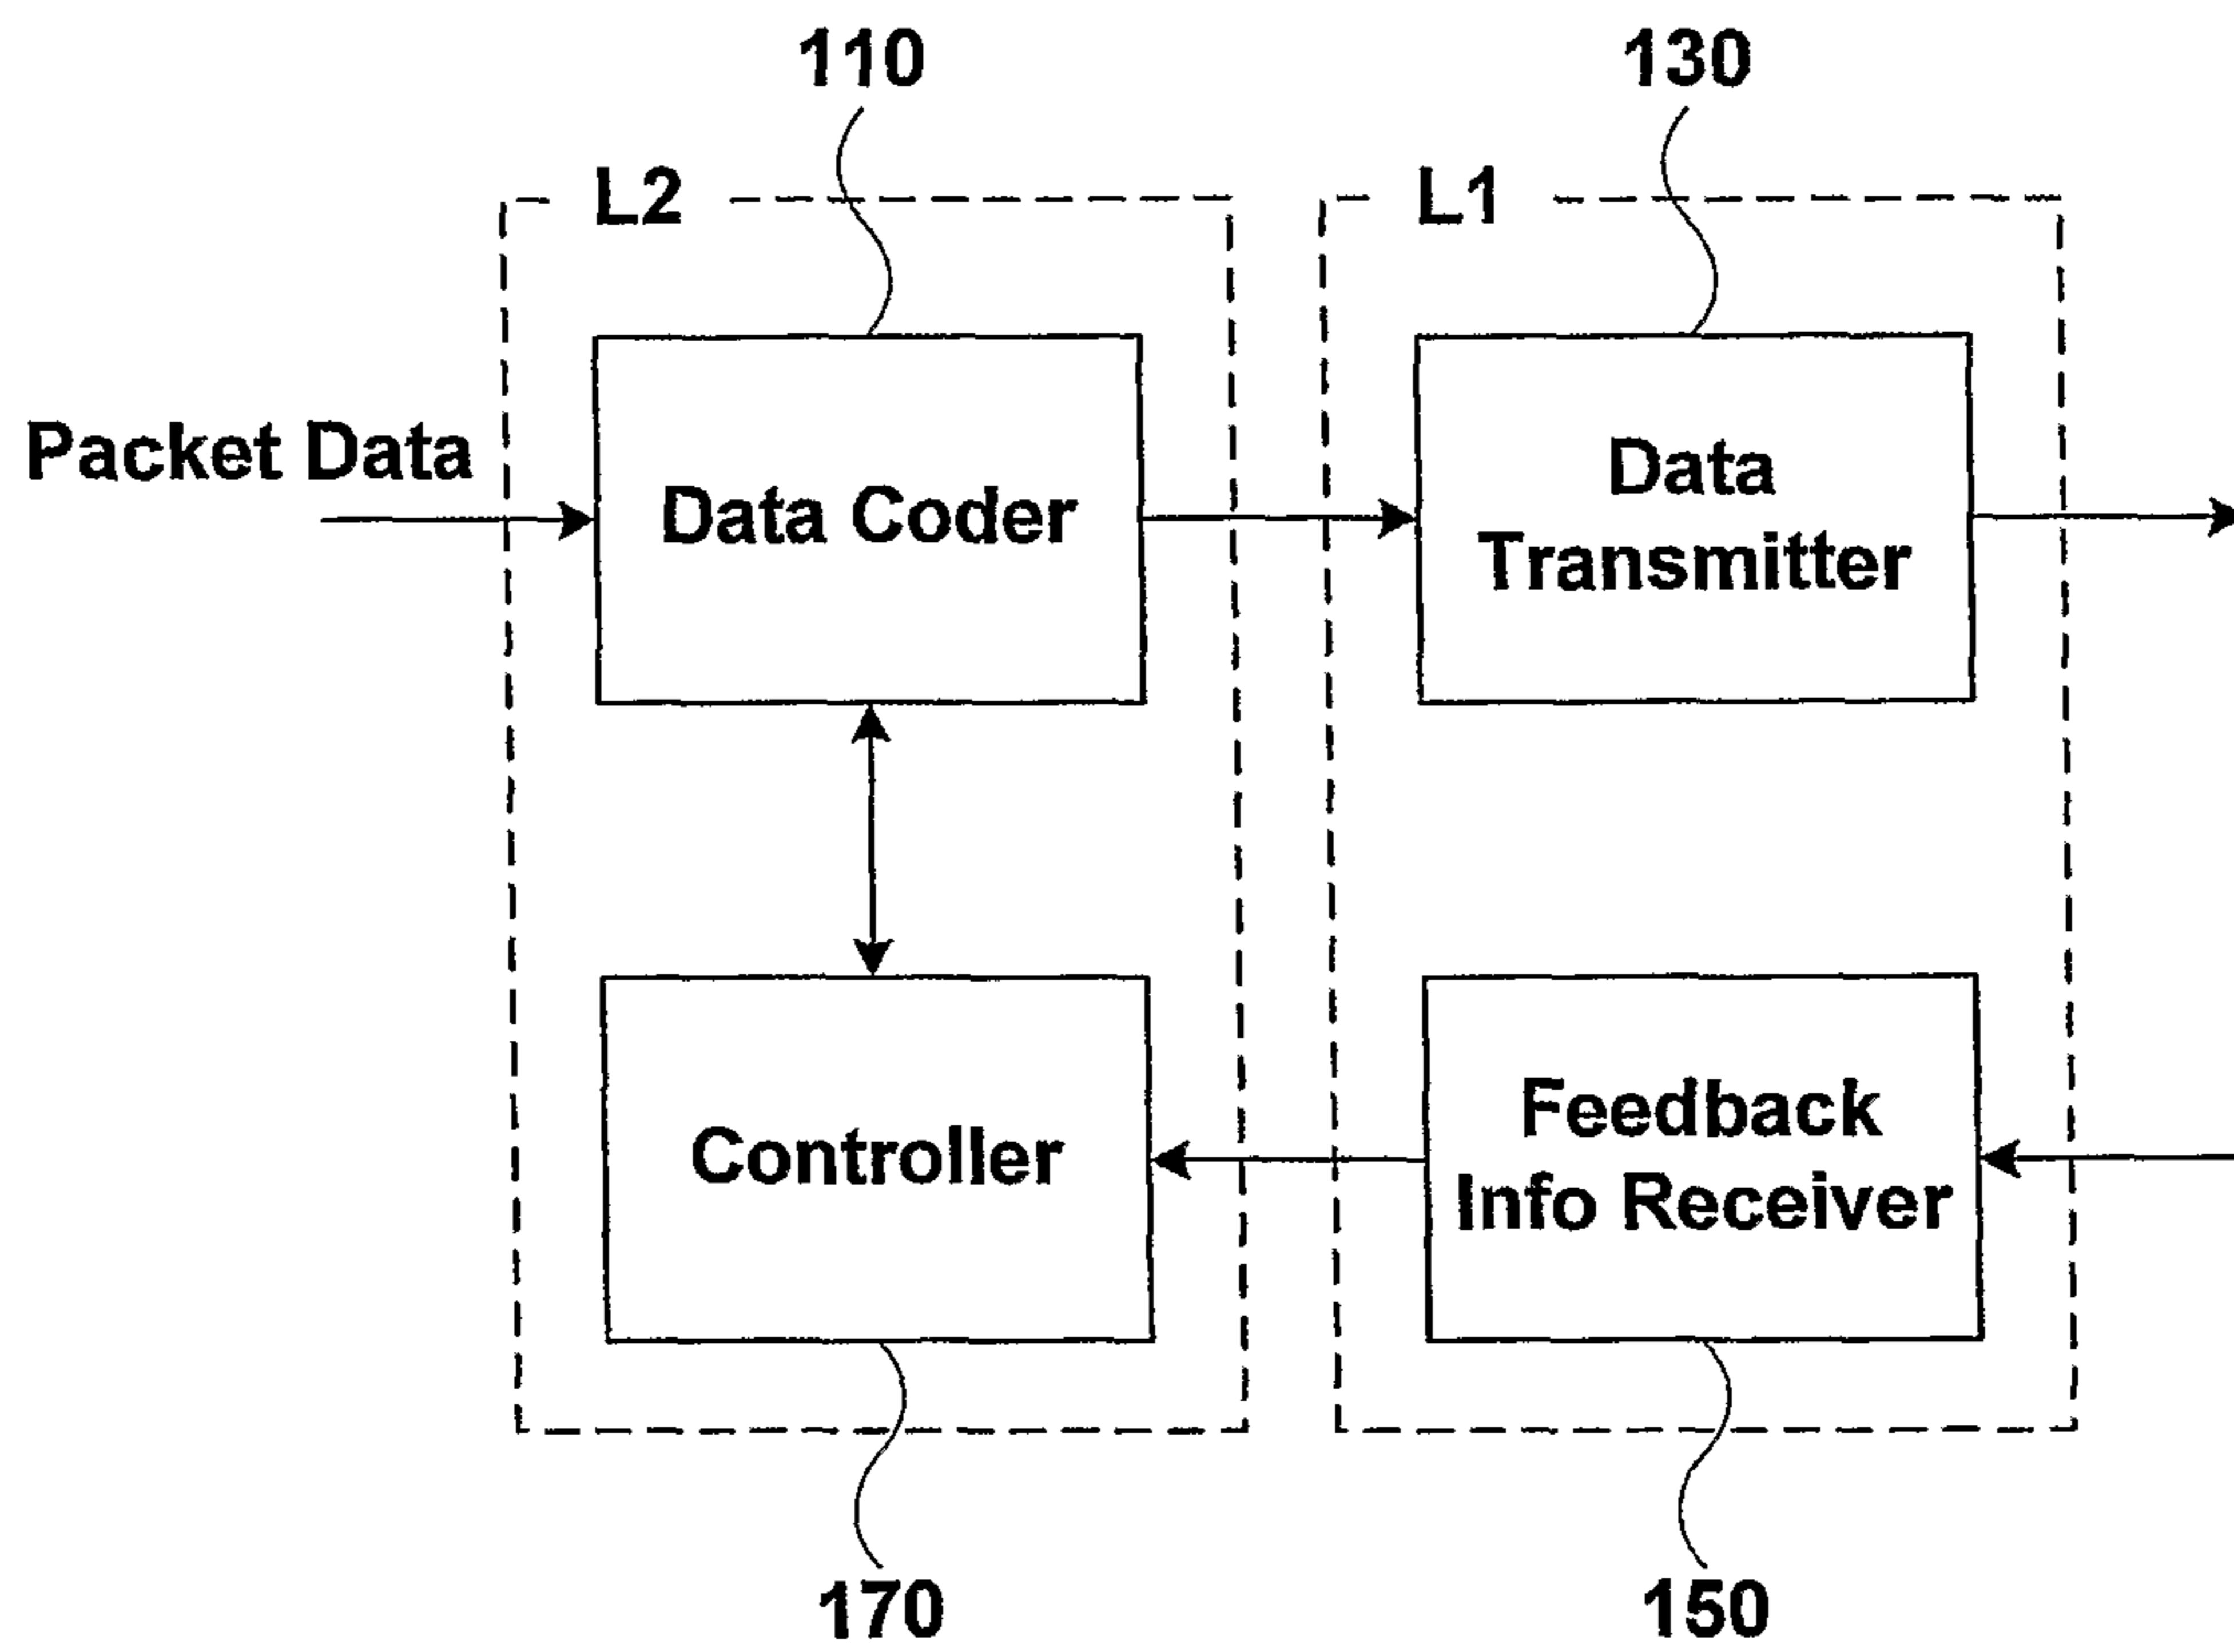 110
130
L2
L1
Packet Data
Data Coder
Data
Transmitter
Controller
Feedback
Info Receiver
170
150